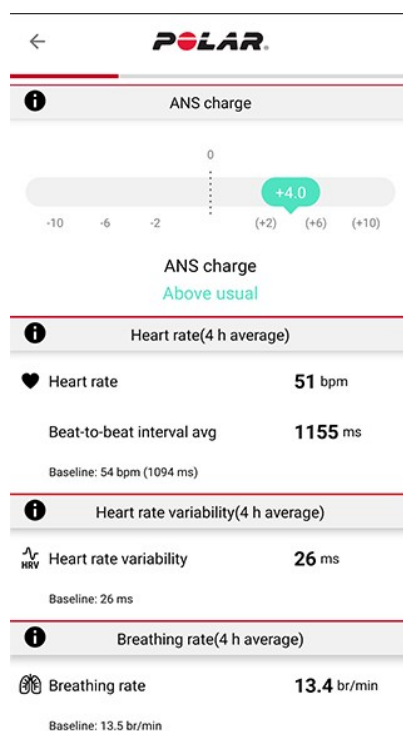 POLAR.
ANS charge
0
+4.0
-10 -6 -2 (+2) (+6) (+10)
ANS charge
Above usual
Heart rate(4 h average)
Heart rate 51 bpm
Beat-to-beat interval avg 1155 ms
Baseline: 54 bpm (1094 ms)
Heart rate variability(4 h average)
HRV Heart rate variability 26 ms
Baseline: 26 ms
Breathing rate(4 h average)
Breathing rate 13.4 br/min
Baseline: 13.5 br/min